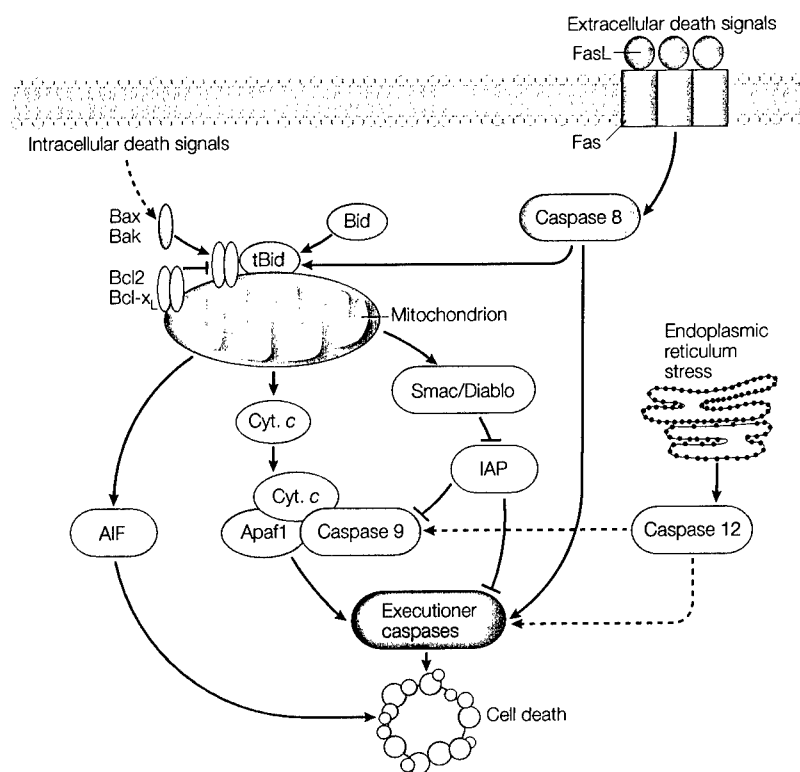 Extracellular death signals
FasL
Fas
Intracellular death signals
Bax
Bak
Bid
Caspase 8
tBid
Bcl2
Bcl-xL
Mitochondrion
Endoplasmic
reticulum
stress
Smac/Diablo
Cyt. c
IAP
Cyt. c
AIF
Apaf1
Caspase 9
Caspase 12
Executioner
caspases
Cell death